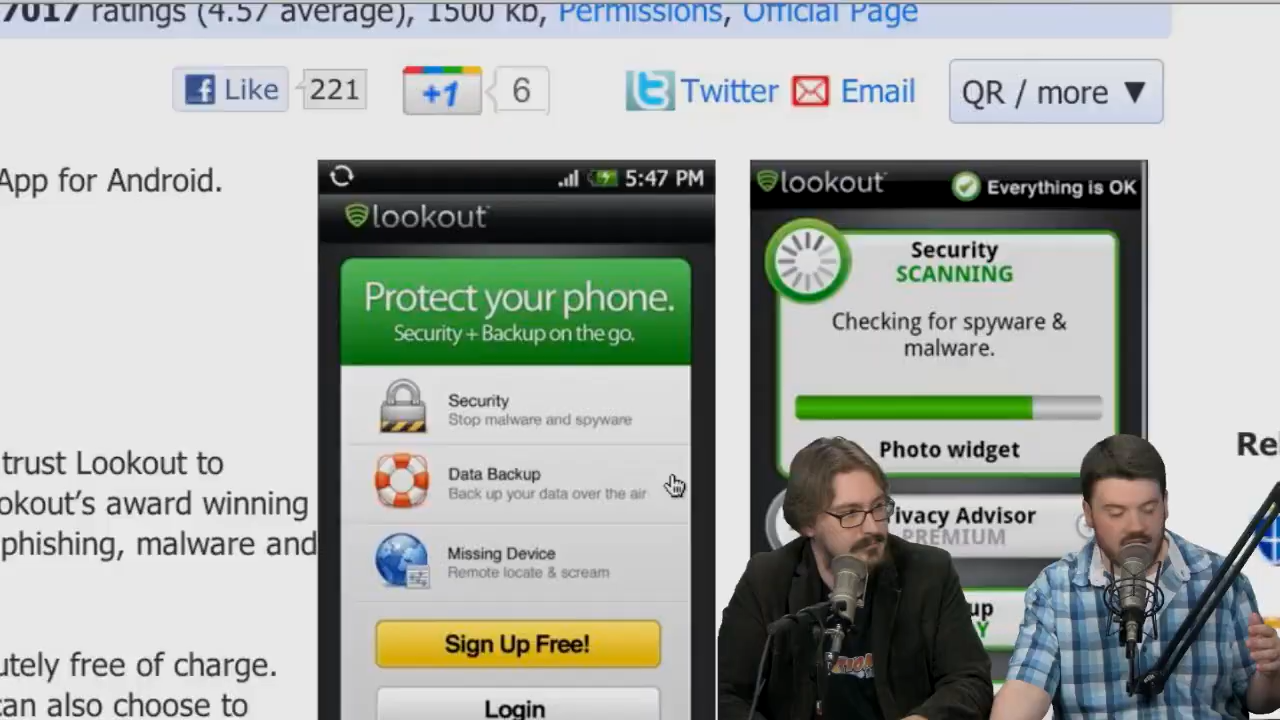 7017 ratings (4.57 average), 1500 kb, Permissions, Official Page
Like 221
+1 6
Twitter
Email
QR / more ▼
App for Android.
trust Lookout to
ookout’s award winning
phishing, malware and
utely free of charge.
can also choose to
5:47 PM
lookout
Protect your phone.
Security + Backup on the go.
Security
Stop malware and spyware
Data Backup
Back up your data over the air
Missing Device
Remote locate & scream
Sign Up Free!
Login
lookout
Everything is OK
Security
SCANNING
Checking for spyware &
malware.
Photo widget
ivacy Advisor
PREMIUM
up
Y
Rel